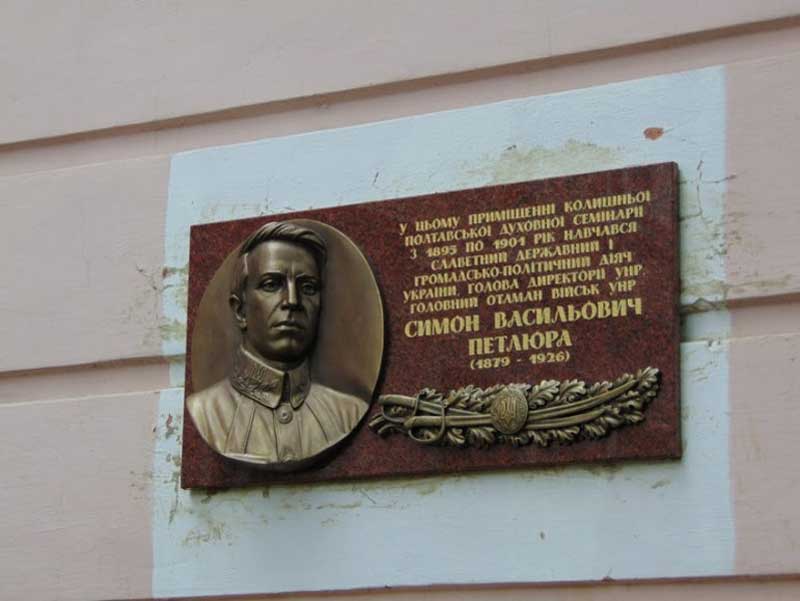 У ЦЬОМУ ПРИМІЩЕННІ КОЛИШНЬОЇ
ПОЛТАВСЬКОЇ ДУХОВНОЇ СЕМІНАРІЇ
З 1895 ПО 1901 РІК НАВЧАВСЯ
СЛАВЕТНИЙ ДЕРЖАВНИЙ І
ГРОМАДСЬКО-ПОЛІТИЧНИЙ ДІЯЧ
УКРАЇНИ, ГОЛОВА ДИРЕКТОРІЇ УНР,
ГОЛОВНИЙ ОТАМАН ВІЙСЬК УНР
СИМОН ВАСИЛЬОВИЧ
ПЕТЛЮРА
(1879 - 1926)